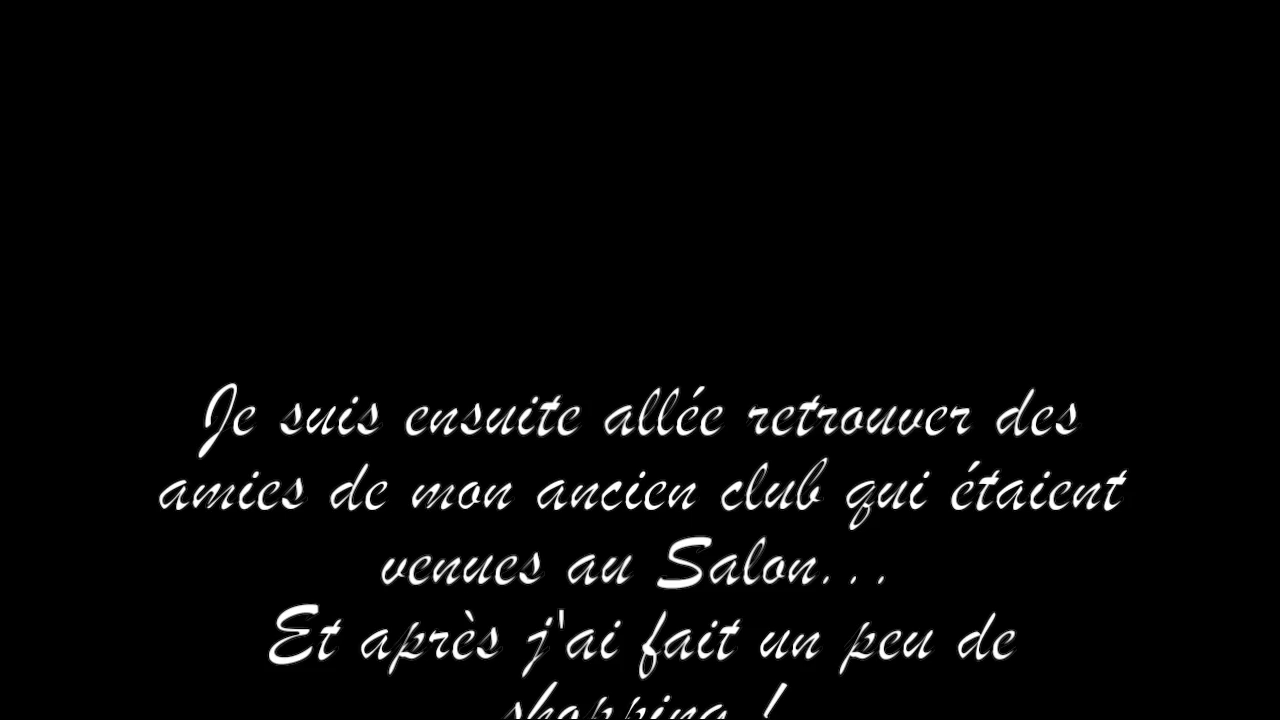 Je suis ensuite allée retrouver des
amies de mon ancien club qui étaient
venues au Salon...
Et après j'ai fait un peu de
shopping !